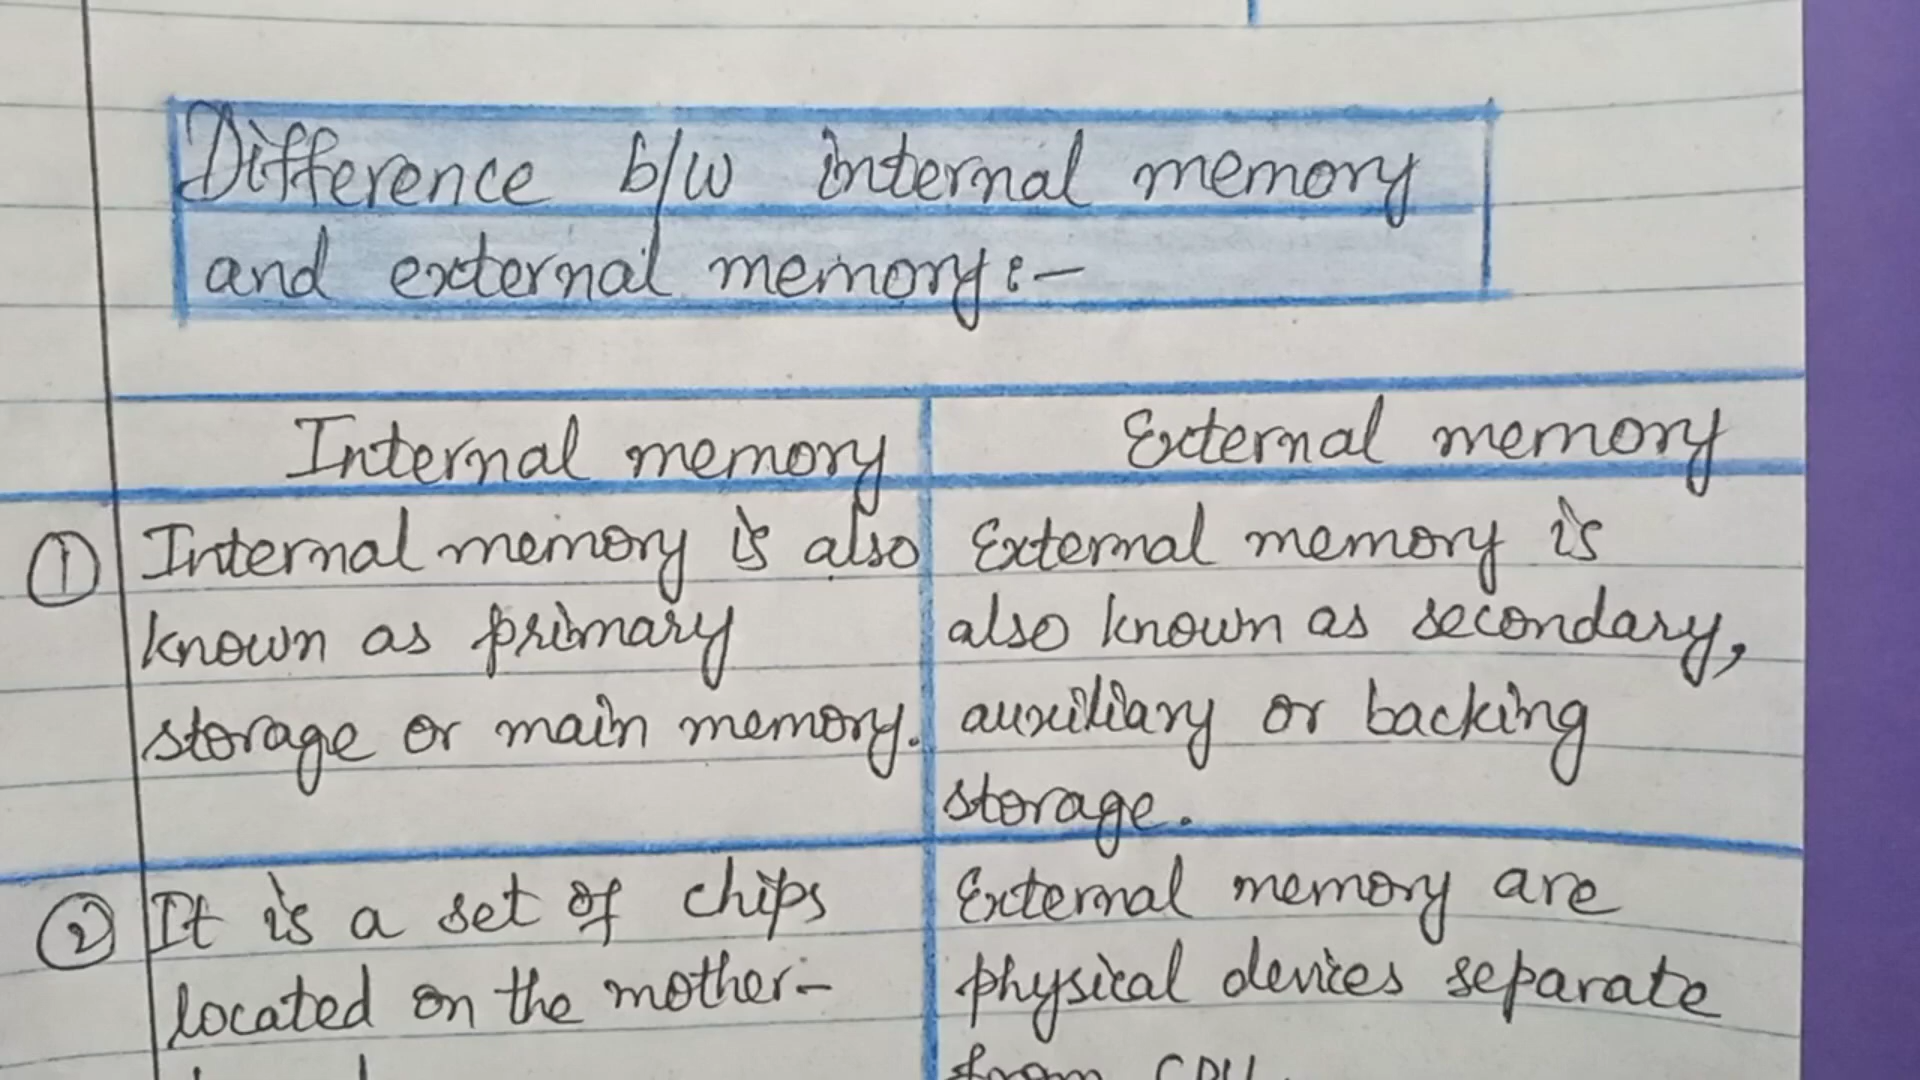 Difference b/w internal memory
and external memory:-
Internal memory
External memory
① Internal memory is also
known as primary
storage or main memory.
External memory is
also known as secondary,
auxiliary or backing
storage.
② It is a set of chips
located on the mother-
External memory are
physical devices separate
from CPU